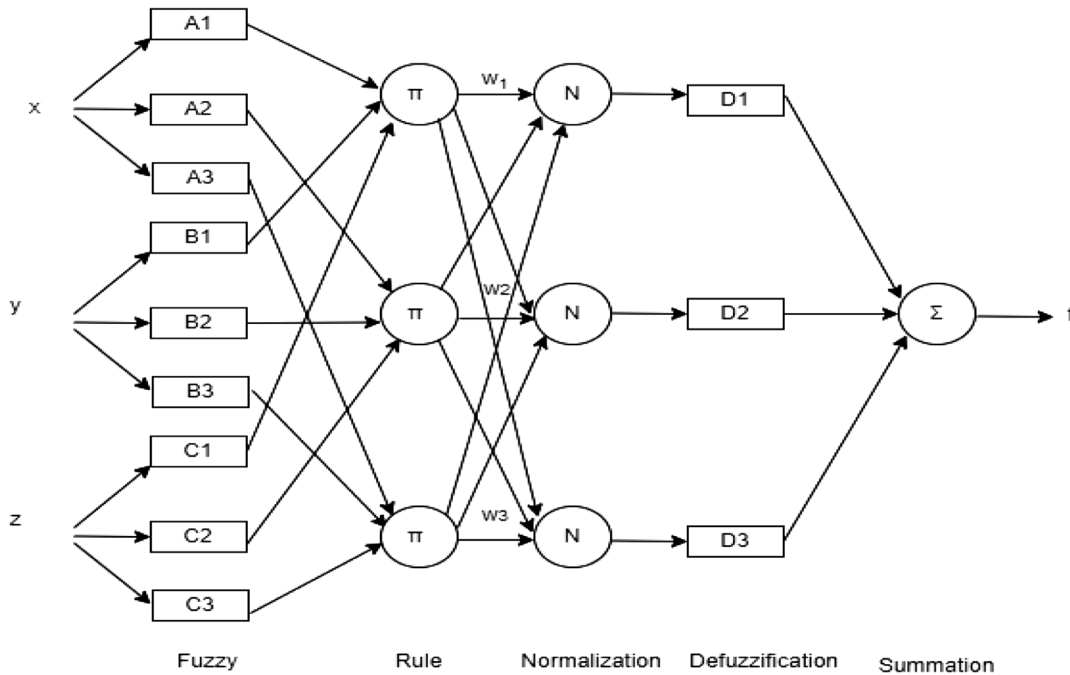 A1
x
A2
A3
B1
y
B2
B3
C1
z
C2
C3
π
π
π
w1
w2
w3
N
N
N
D1
D2
D3
Σ
Fuzzy
Rule
Normalization
Defuzzification
Summation